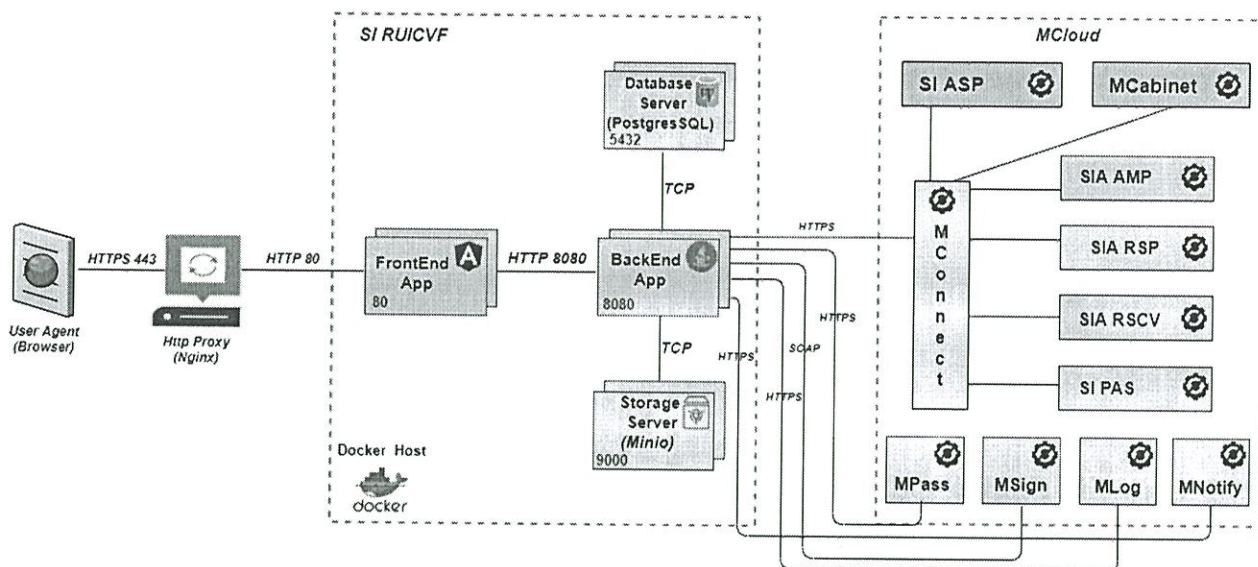 SI RUICVF
MCloud
Database
Server
(PostgresSQL)
5432
SI ASP
MCabinet
TCP
SIA AMP
MConnect
HTTPS
SIA RSP
HTTPS 443
HTTP 80
FrontEnd
App
80
HTTP 8080
BackEnd
App
8080
User Agent
(Browser)
Http Proxy
(Nginx)
HTTPS
SOAP
HTTPS
HTTPS
SIA RSCV
TCP
SI PAS
Storage
Server
(Minio)
9000
Docker Host
docker
MPass
MSign
MLog
MNotify